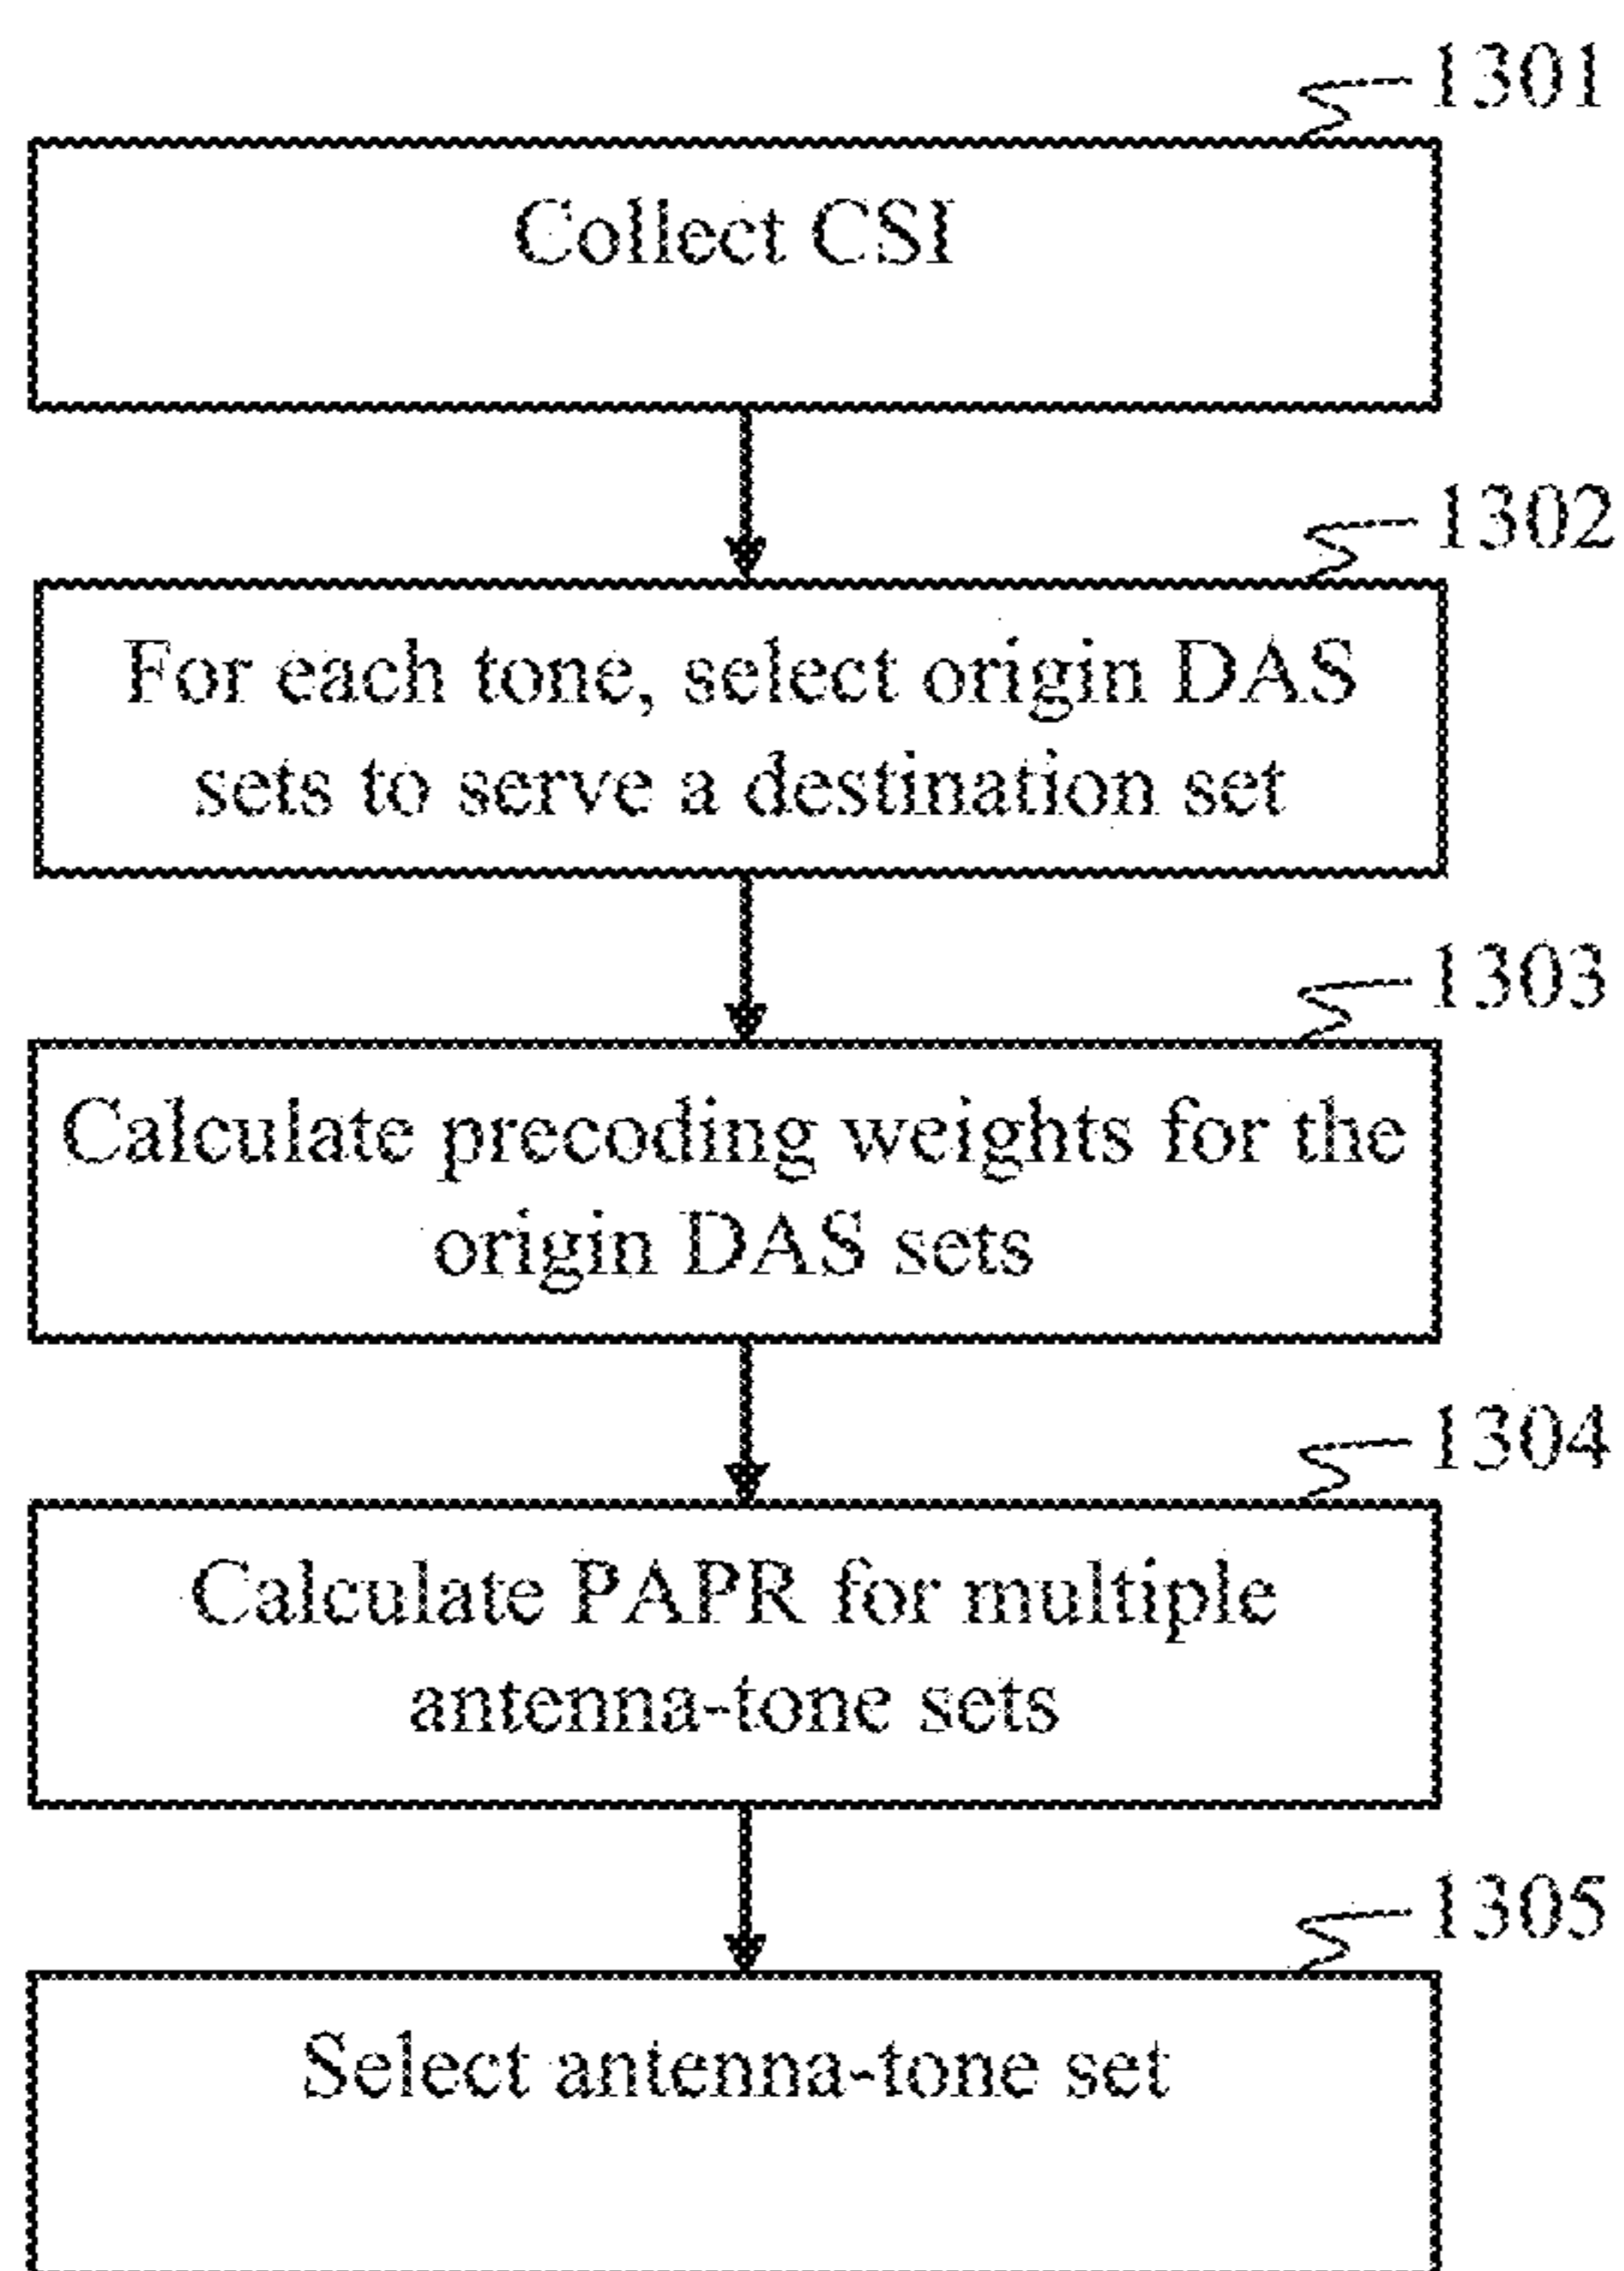 1301
Collect CSI
1302
For each tone, select origin DAS
sets to serve a destination set
1303
Calculate precoding weights for the
origin DAS sets
1304
Calculate PAPR for multiple
antenna-tone sets
1305
Select antenna-tone set